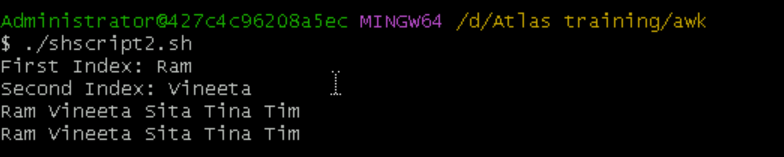 Administrator@427c4c96208a5ec MINGW64 /d/Atlas training/awk
$ ./shscript2.sh
First Index: Ram
Second Index: Vineeta
Ram Vineeta Sita Tina Tim
Ram Vineeta Sita Tina Tim